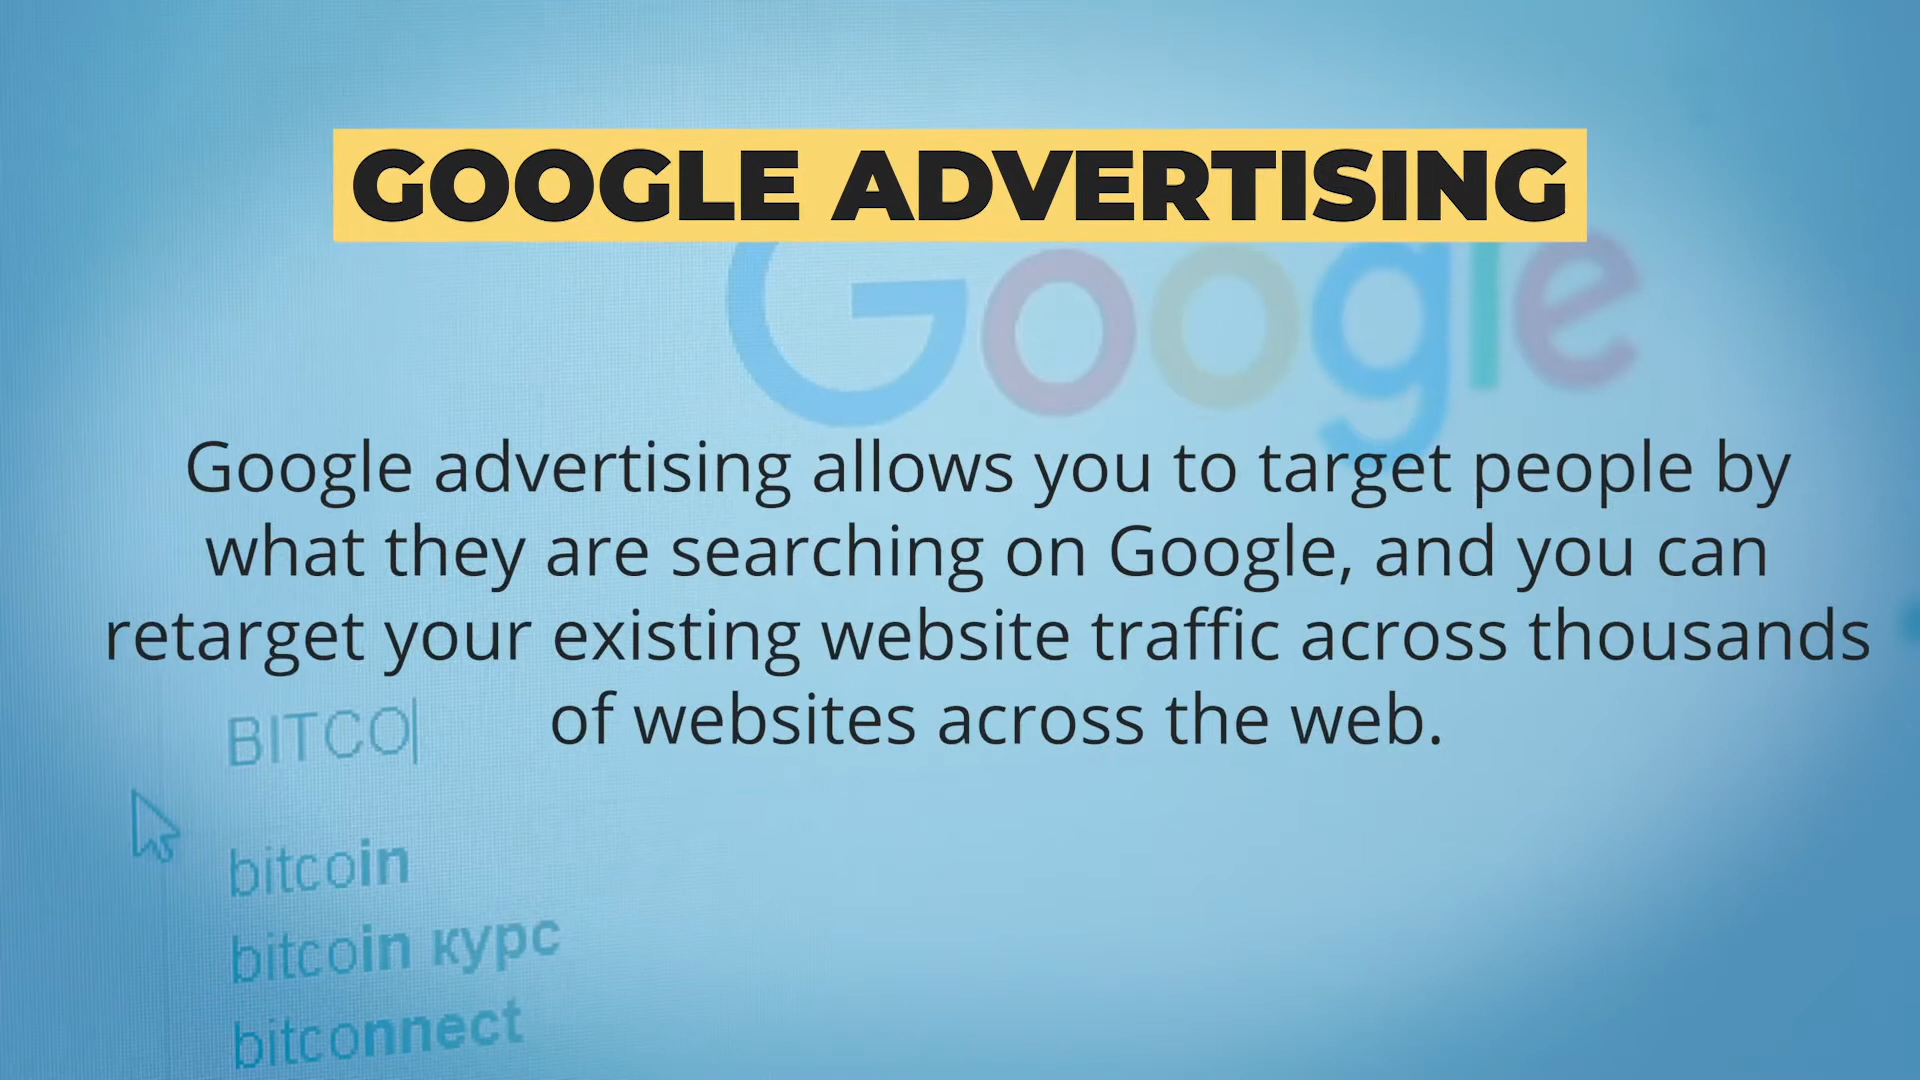 GOOGLE ADVERTISING
Google
Google advertising allows you to target people by
what they are searching on Google, and you can
retarget your existing website traffic across thousands
of websites across the web.
BITCO
bitcoin
bitcoin курс
bitconnect